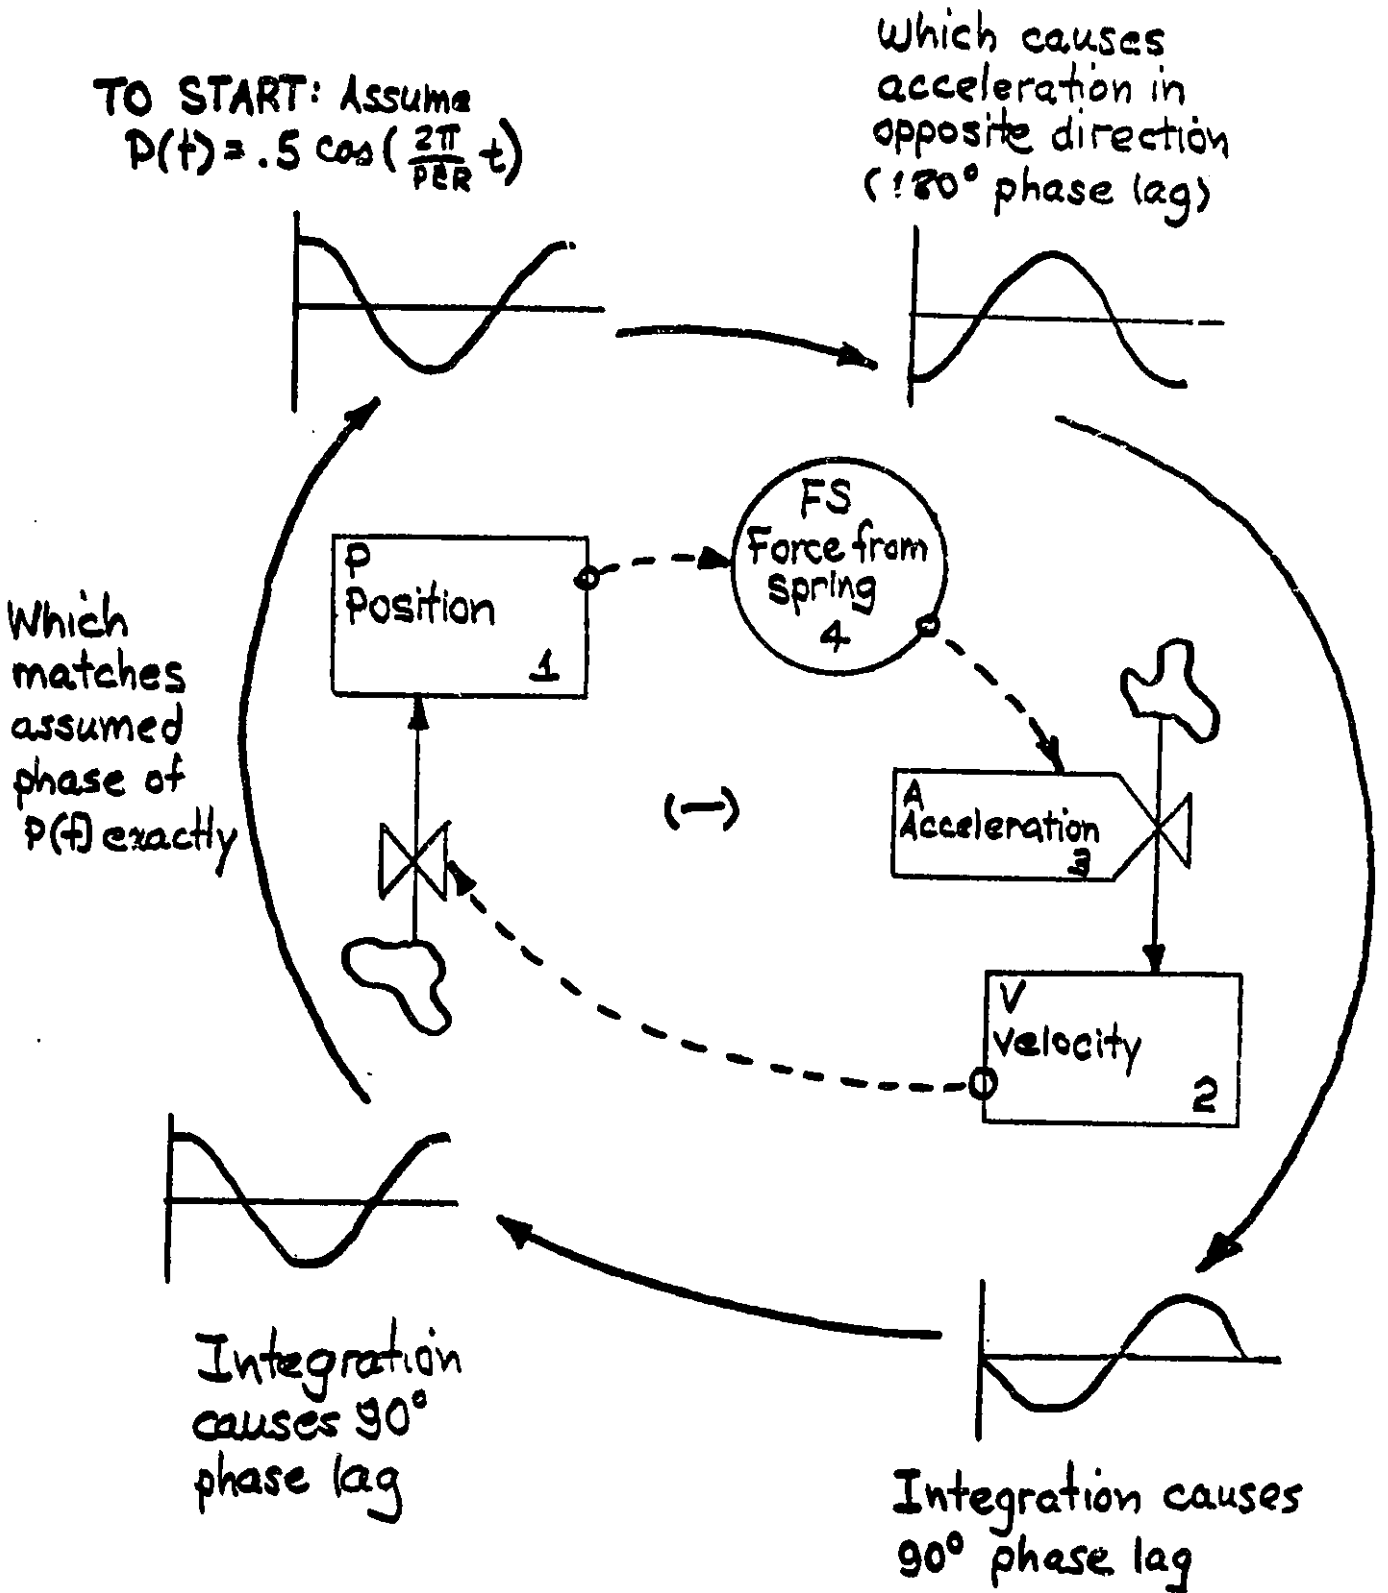 TO START: Assume
P(t) = .5 cos( 2π/PER t)
Which causes
acceleration in
opposite direction
(180° phase lag)
FS
Force from
spring
4
P
Position
1
Which
matches
assumed
phase of
P(t) exactly
(—)
A
Acceleration
3
V
Velocity
2
Integration
causes 90°
phase lag
Integration causes
90° phase lag